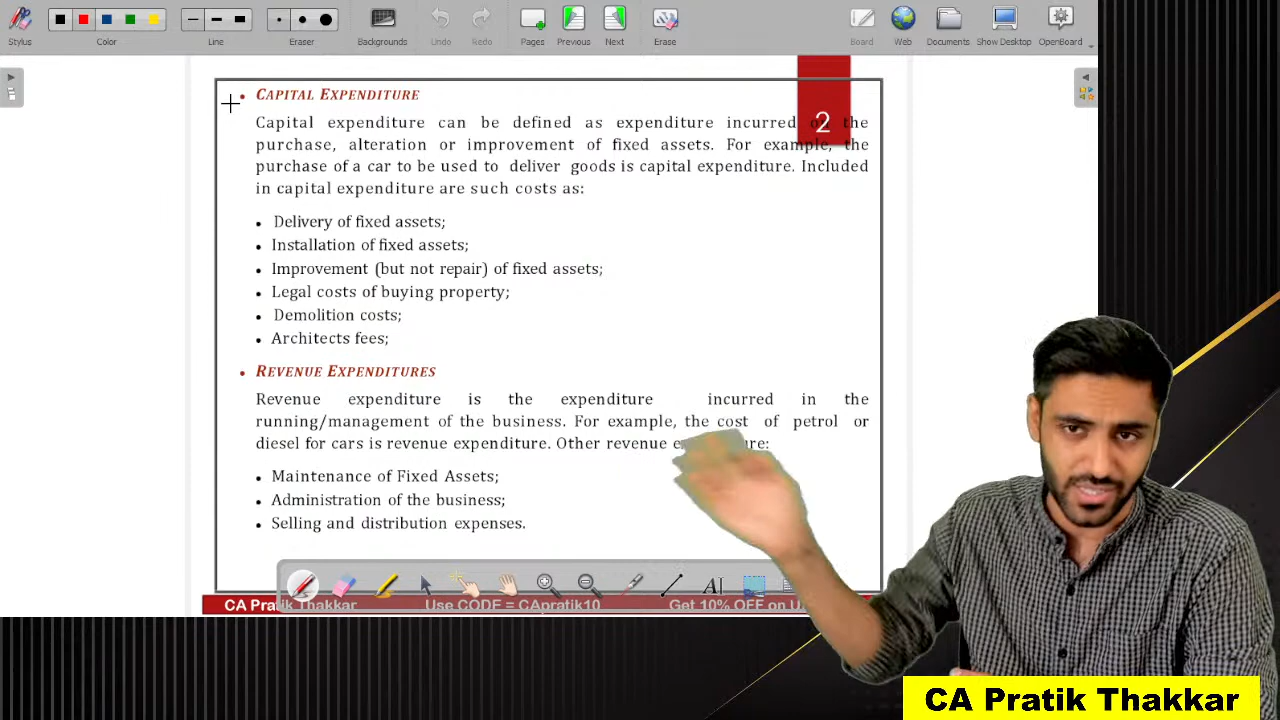 Stylus
Color
Line
Eraser
Backgrounds
Undo
Redo
Pages
Previous
Next
Erase
Board
Web
Documents
Show Desktop
OpenBoard
2
• CAPITAL EXPENDITURE
Capital expenditure can be defined as expenditure incurred on the
purchase, alteration or improvement of fixed assets. For example, the
purchase of a car to be used to deliver goods is capital expenditure. Included
in capital expenditure are such costs as:
• Delivery of fixed assets;
• Installation of fixed assets;
• Improvement (but not repair) of fixed assets;
• Legal costs of buying property;
• Demolition costs;
• Architects fees;
• REVENUE EXPENDITURES
Revenue expenditure is the expenditure incurred in the
running/management of the business. For example, the cost of petrol or
diesel for cars is revenue expenditure. Other revenue
• Maintenance of Fixed Assets;
• Administration of the business;
• Selling and distribution expenses.
CA Pratik Thakkar Use CODE = CApratik10 Get 10% OFF on
CA Pratik Thakkar